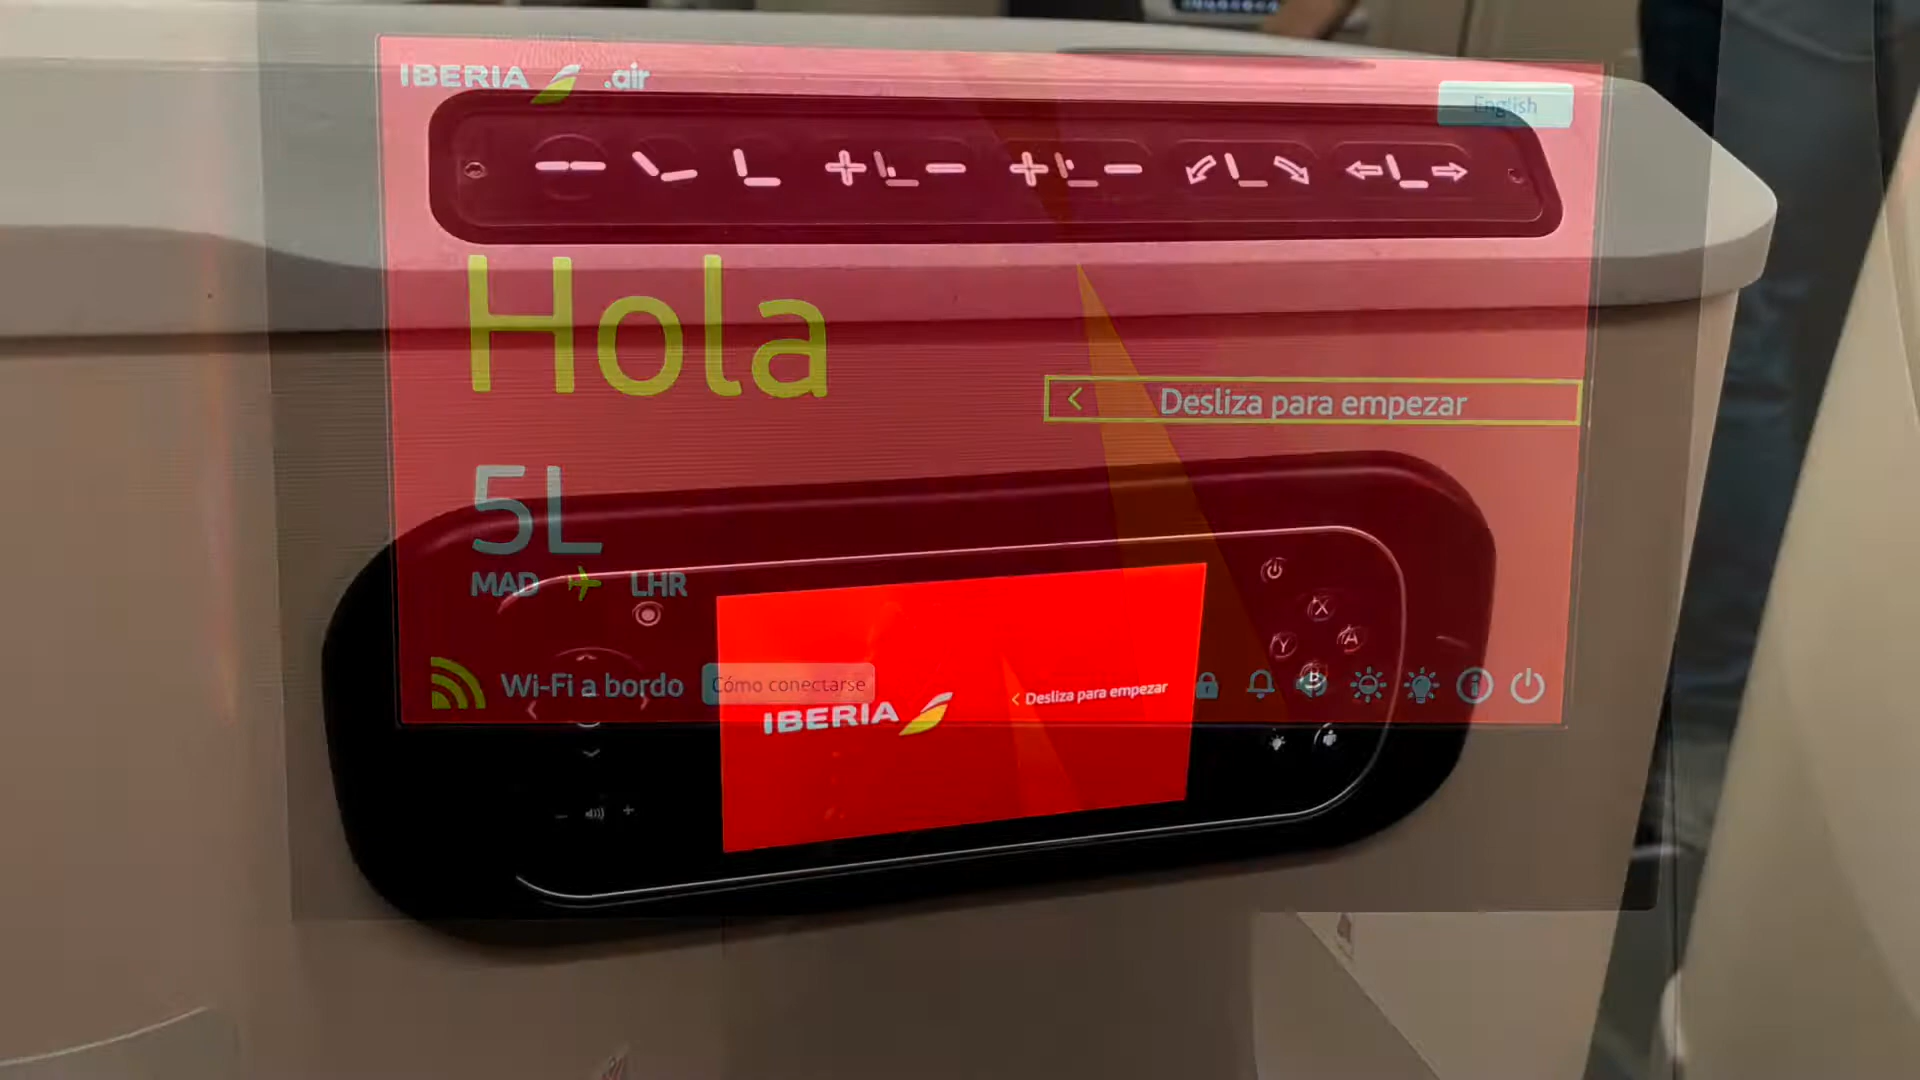 IBERIA .air
English
Hola
Desliza para empezar
5L
MAD LHR
X
Y A
B
Wi-Fi a bordo Cómo conectarse
Desliza para empezar
IBERIA